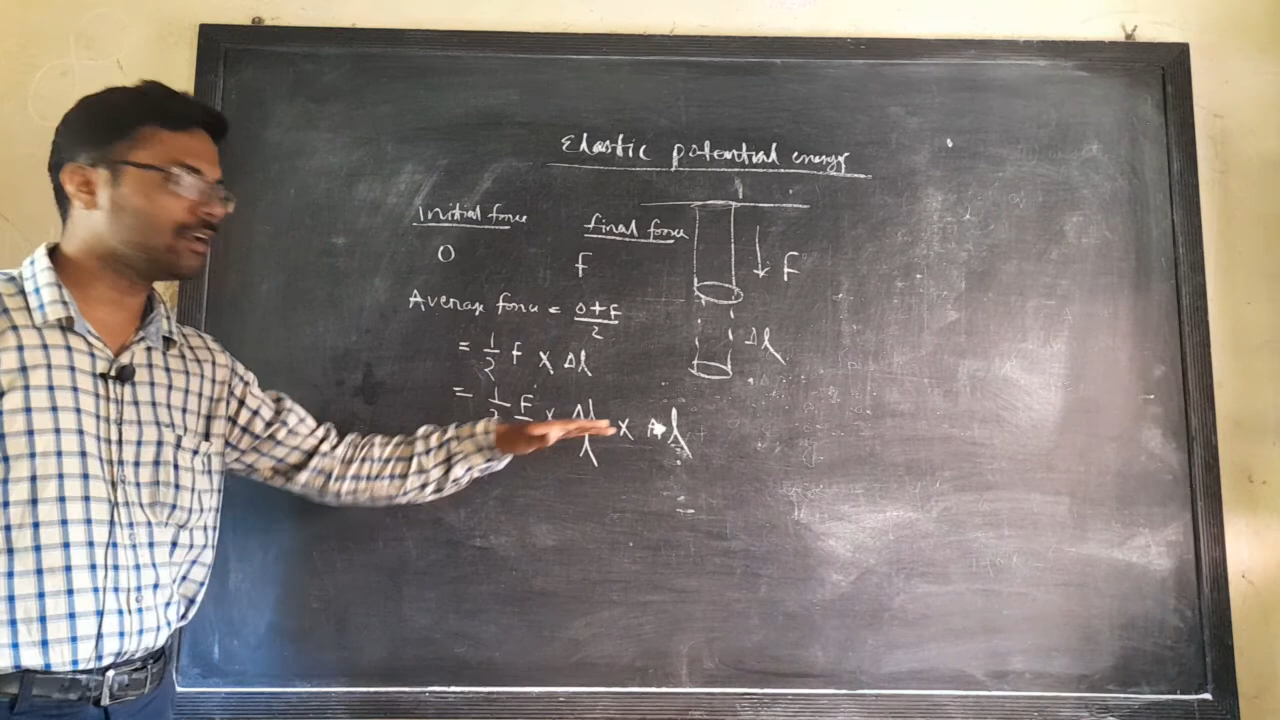 Elastic potential energy
Initial force
final force
0
f
F
Average force = 0+F/2
= 1/2 f x Δl
Δl
= 1/2 F x Δl/l x A l